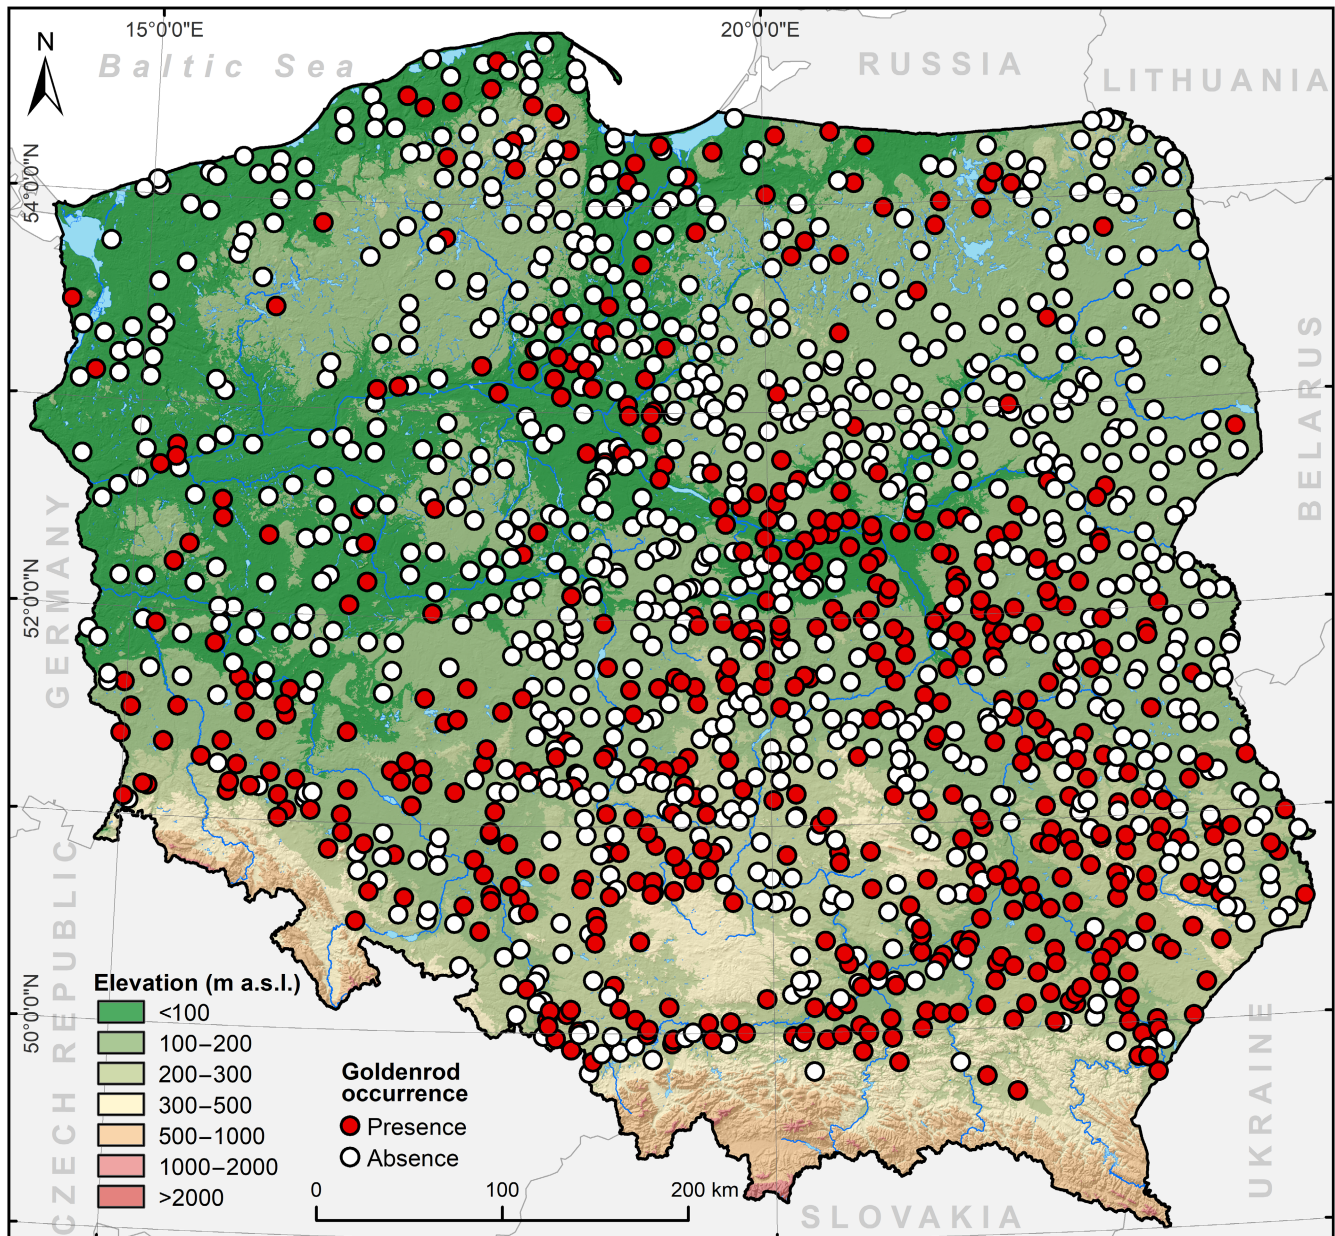 15°0'0"E
20°0'0"E
N
Baltic Sea
RUSSIA
LITHUANIA
54°0'0"N
BELARUS
GERMANY
52°0'0"N
CZECH REPUBLIC
50°0'0"N
UKRAINE
SLOVAKIA
Elevation (m a.s.l.)
<100
100–200
200–300
300–500
500–1000
1000–2000
>2000
Goldenrod
occurrence
Presence
Absence
0 100 200 km